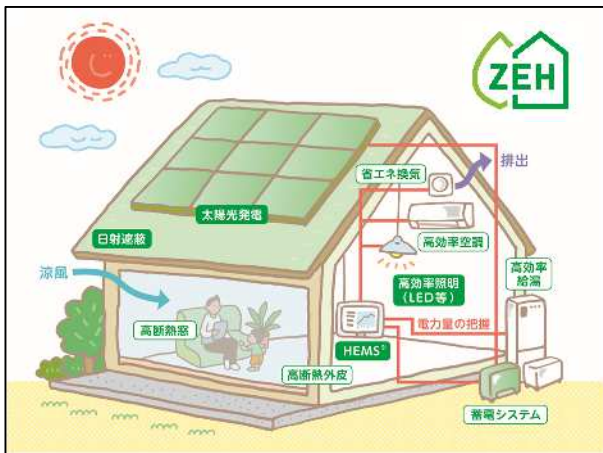 ZEH
省エネ換気
排出
太陽光発電
高効率空調
日射遮蔽
高効率
給湯
涼風
高効率照明
(LED等)
高断熱窓
電力量の把握
HEMS®
高断熱外皮
蓄電システム